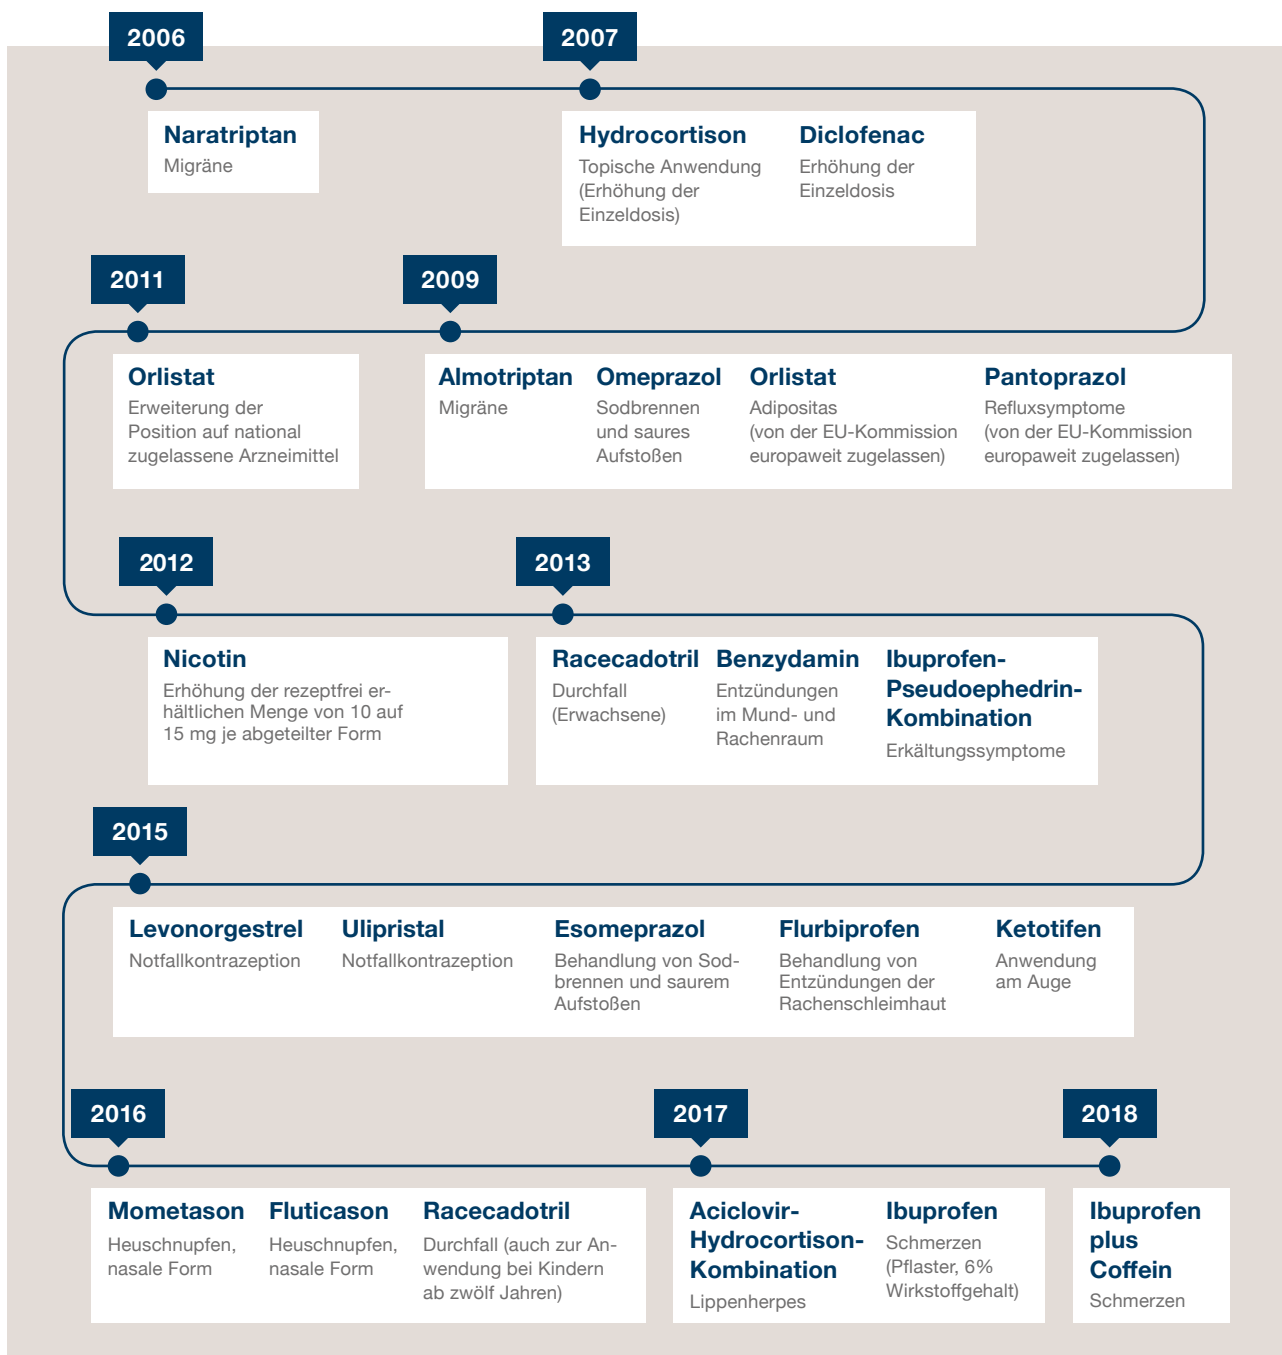 2006
Naratriptan
Migräne
2007
Hydrocortison
Topische Anwendung
(Erhöhung der
Einzeldosis)
Diclofenac
Erhöhung der
Einzeldosis
2009
Almotriptan
Migräne
Omeprazol
Sodbrennen
und saures
Aufstoßen
Orlistat
Adipositas
(von der EU-Kommission
europaweit zugelassen)
Pantoprazol
Refluxsymptome
(von der EU-Kommission
europaweit zugelassen)
2011
Orlistat
Erweiterung der
Position auf national
zugelassene Arzneimittel
2012
Nicotin
Erhöhung der rezeptfrei er-
hältlichen Menge von 10 auf
15 mg je abgeteilter Form
2013
Racecadotril
Durchfall
(Erwachsene)
Benzydamin
Entzündungen
im Mund- und
Rachenraum
Ibuprofen-
Pseudoephedrin-
Kombination
Erkältungssymptome
2015
Levonorgestrel
Notfallkontrazeption
Ulipristal
Notfallkontrazeption
Esomeprazol
Behandlung von Sod-
brennen und saurem
Aufstoßen
Flurbiprofen
Behandlung von
Entzündungen der
Rachenschleimhaut
Ketotifen
Anwendung
am Auge
2016
Mometason
Heuschnupfen,
nasale Form
Fluticason
Heuschnupfen,
nasale Form
Racecadotril
Durchfall (auch zur An-
wendung bei Kindern
ab zwölf Jahren)
2017
Aciclovir-
Hydrocortison-
Kombination
Lippenherpes
Ibuprofen
Schmerzen
(Pflaster, 6%
Wirkstoffgehalt)
2018
Ibuprofen
plus
Coffein
Schmerzen